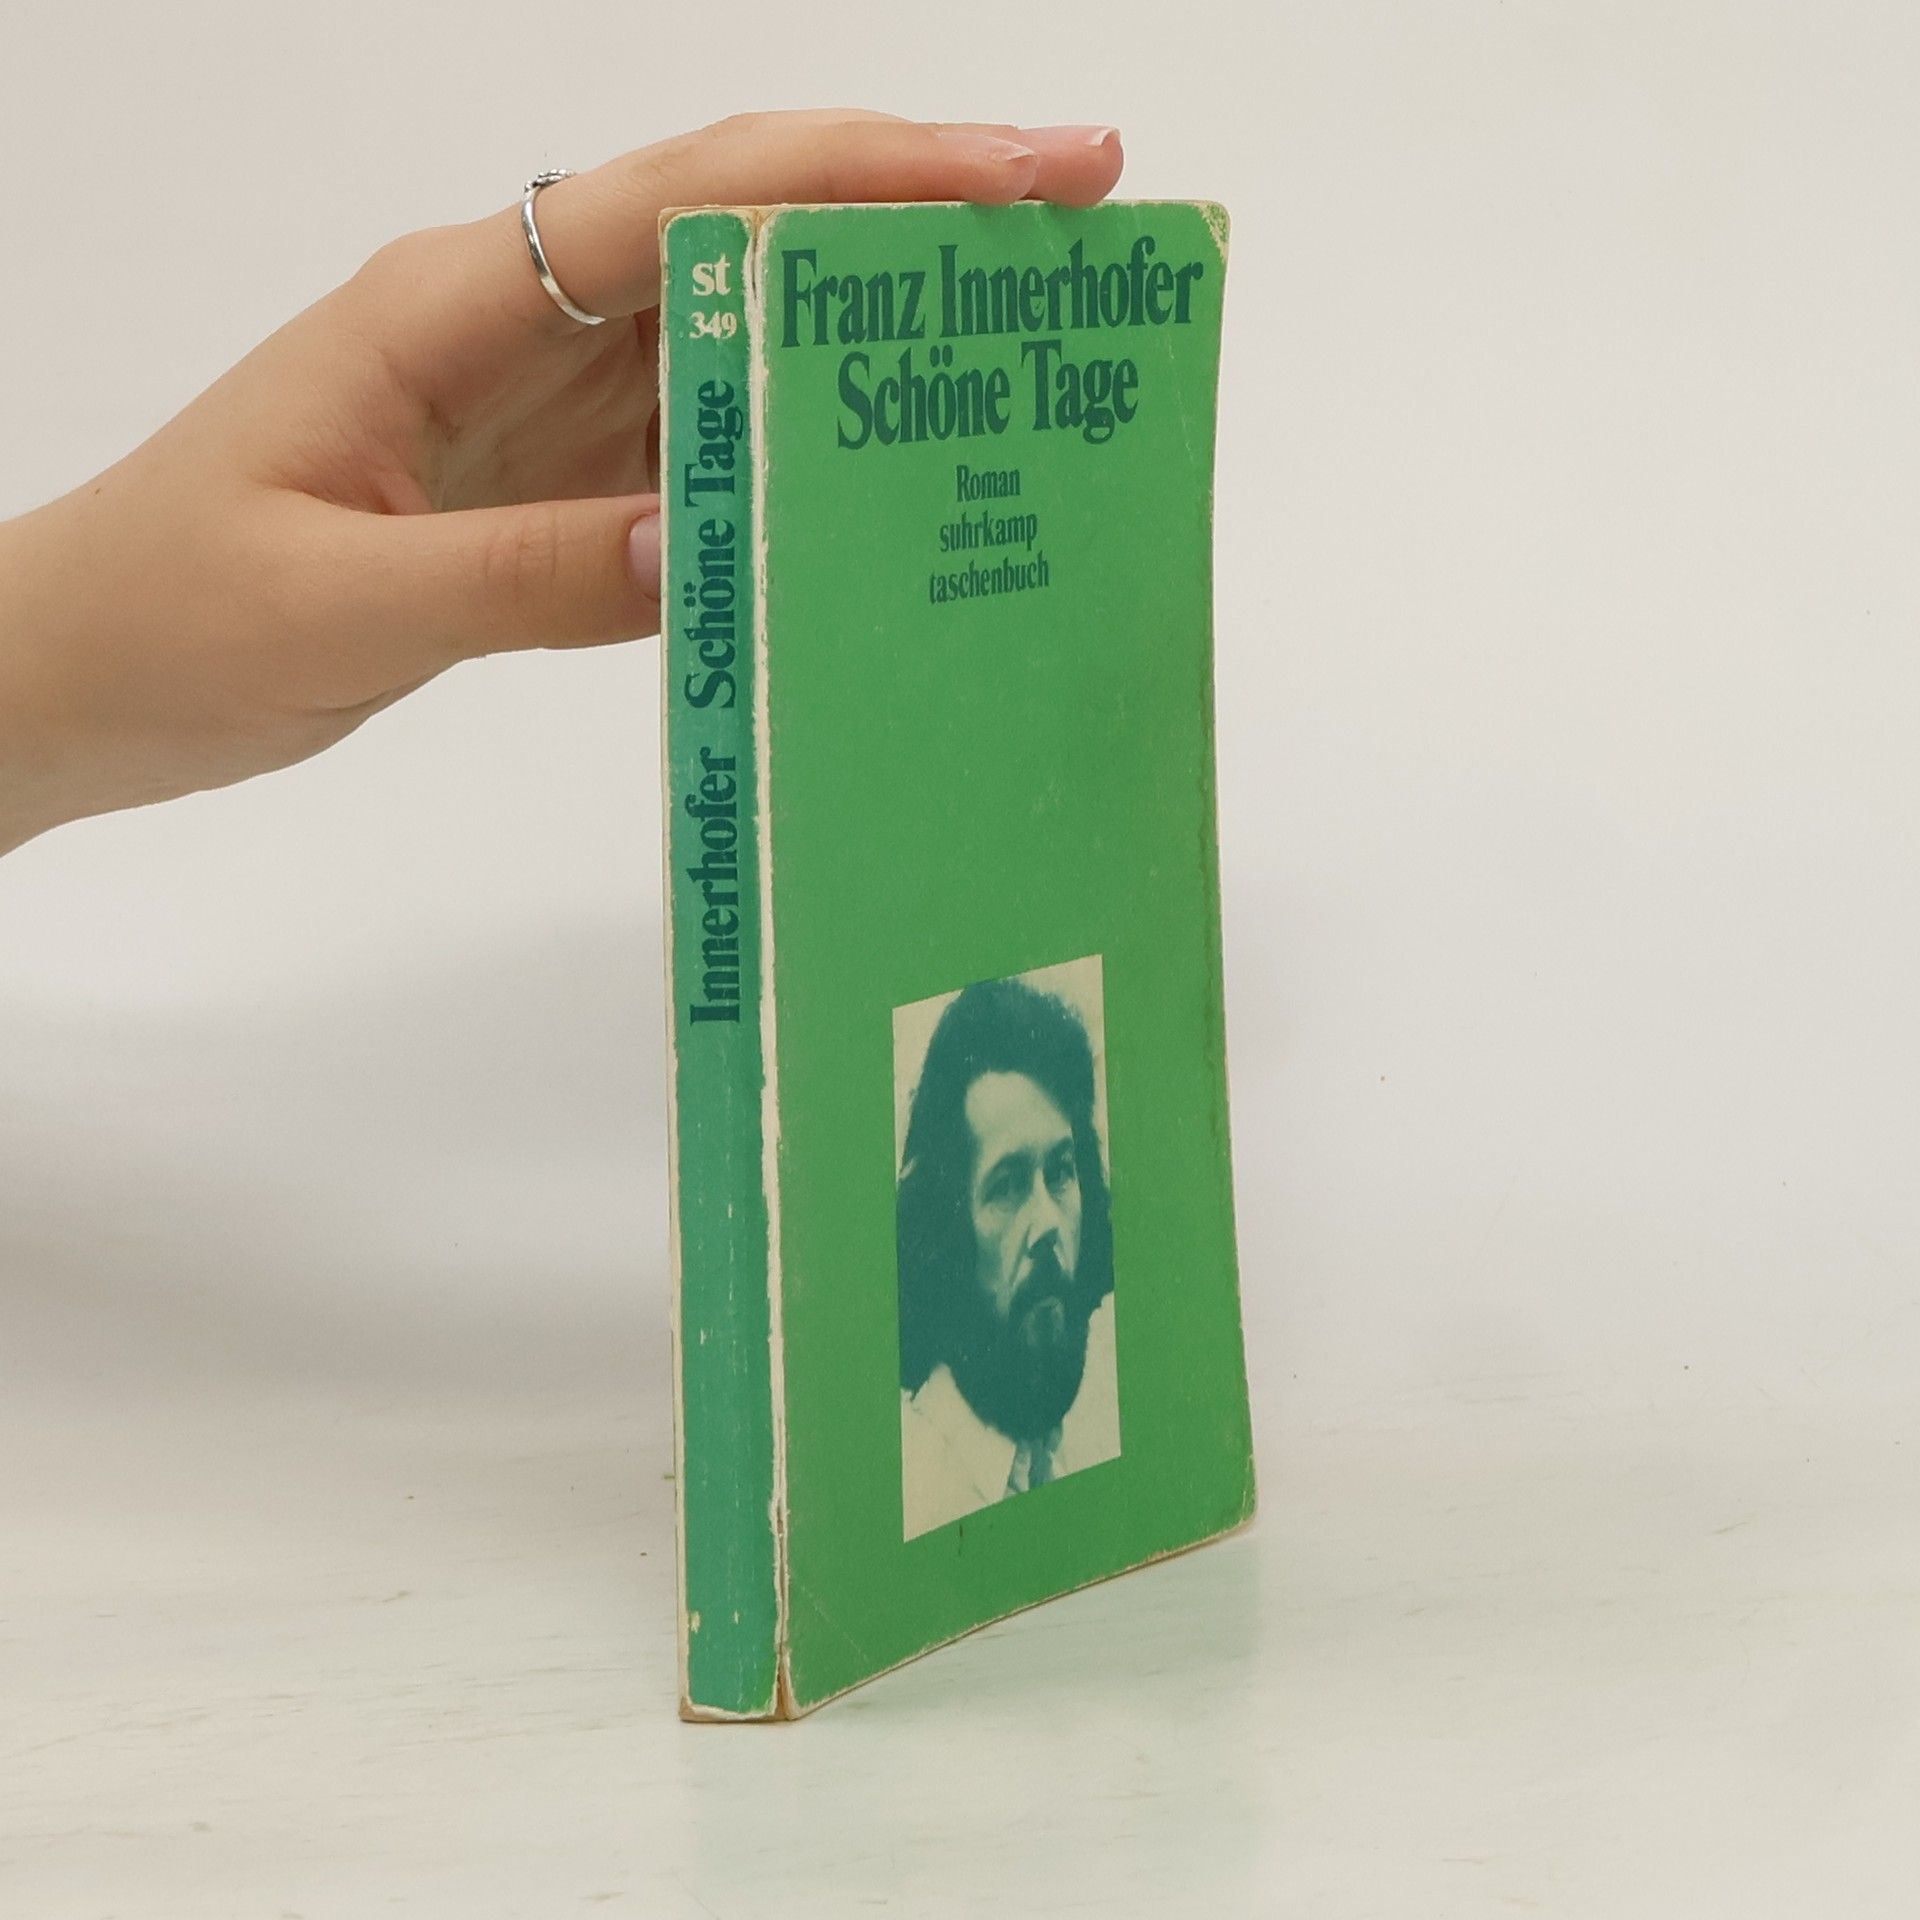 st
349
Innerhofer Schöne Tage
Franz Innerhofer
Schöne Tage
Roman
suhrkamp
taschenbuch